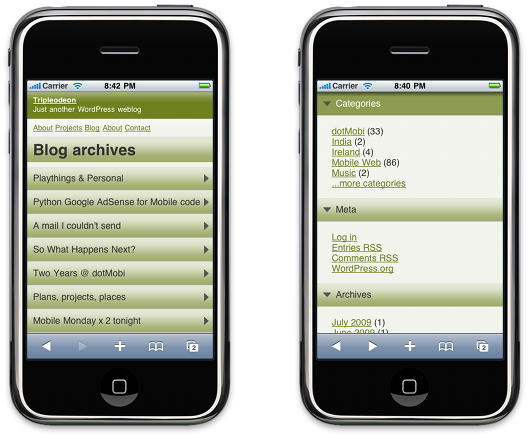 Carrier 8:42 PM
Tripleodeon
Just another WordPress weblog
About Projects Blog About Contact
Blog archives
Playthings & Personal
Python Google AdSense for Mobile code
A mail I couldn't send
So What Happens Next?
Two Years @ dotMobi
Plans, projects, places
Mobile Monday x 2 tonight
2
Carrier 8:40 PM
Categories
dotMobi (33)
India (2)
Ireland (4)
Mobile Web (86)
Music (2)
...more categories
Meta
Log in
Entries RSS
Comments RSS
WordPress.org
Archives
July 2009 (1)
June 2009 (1)
2